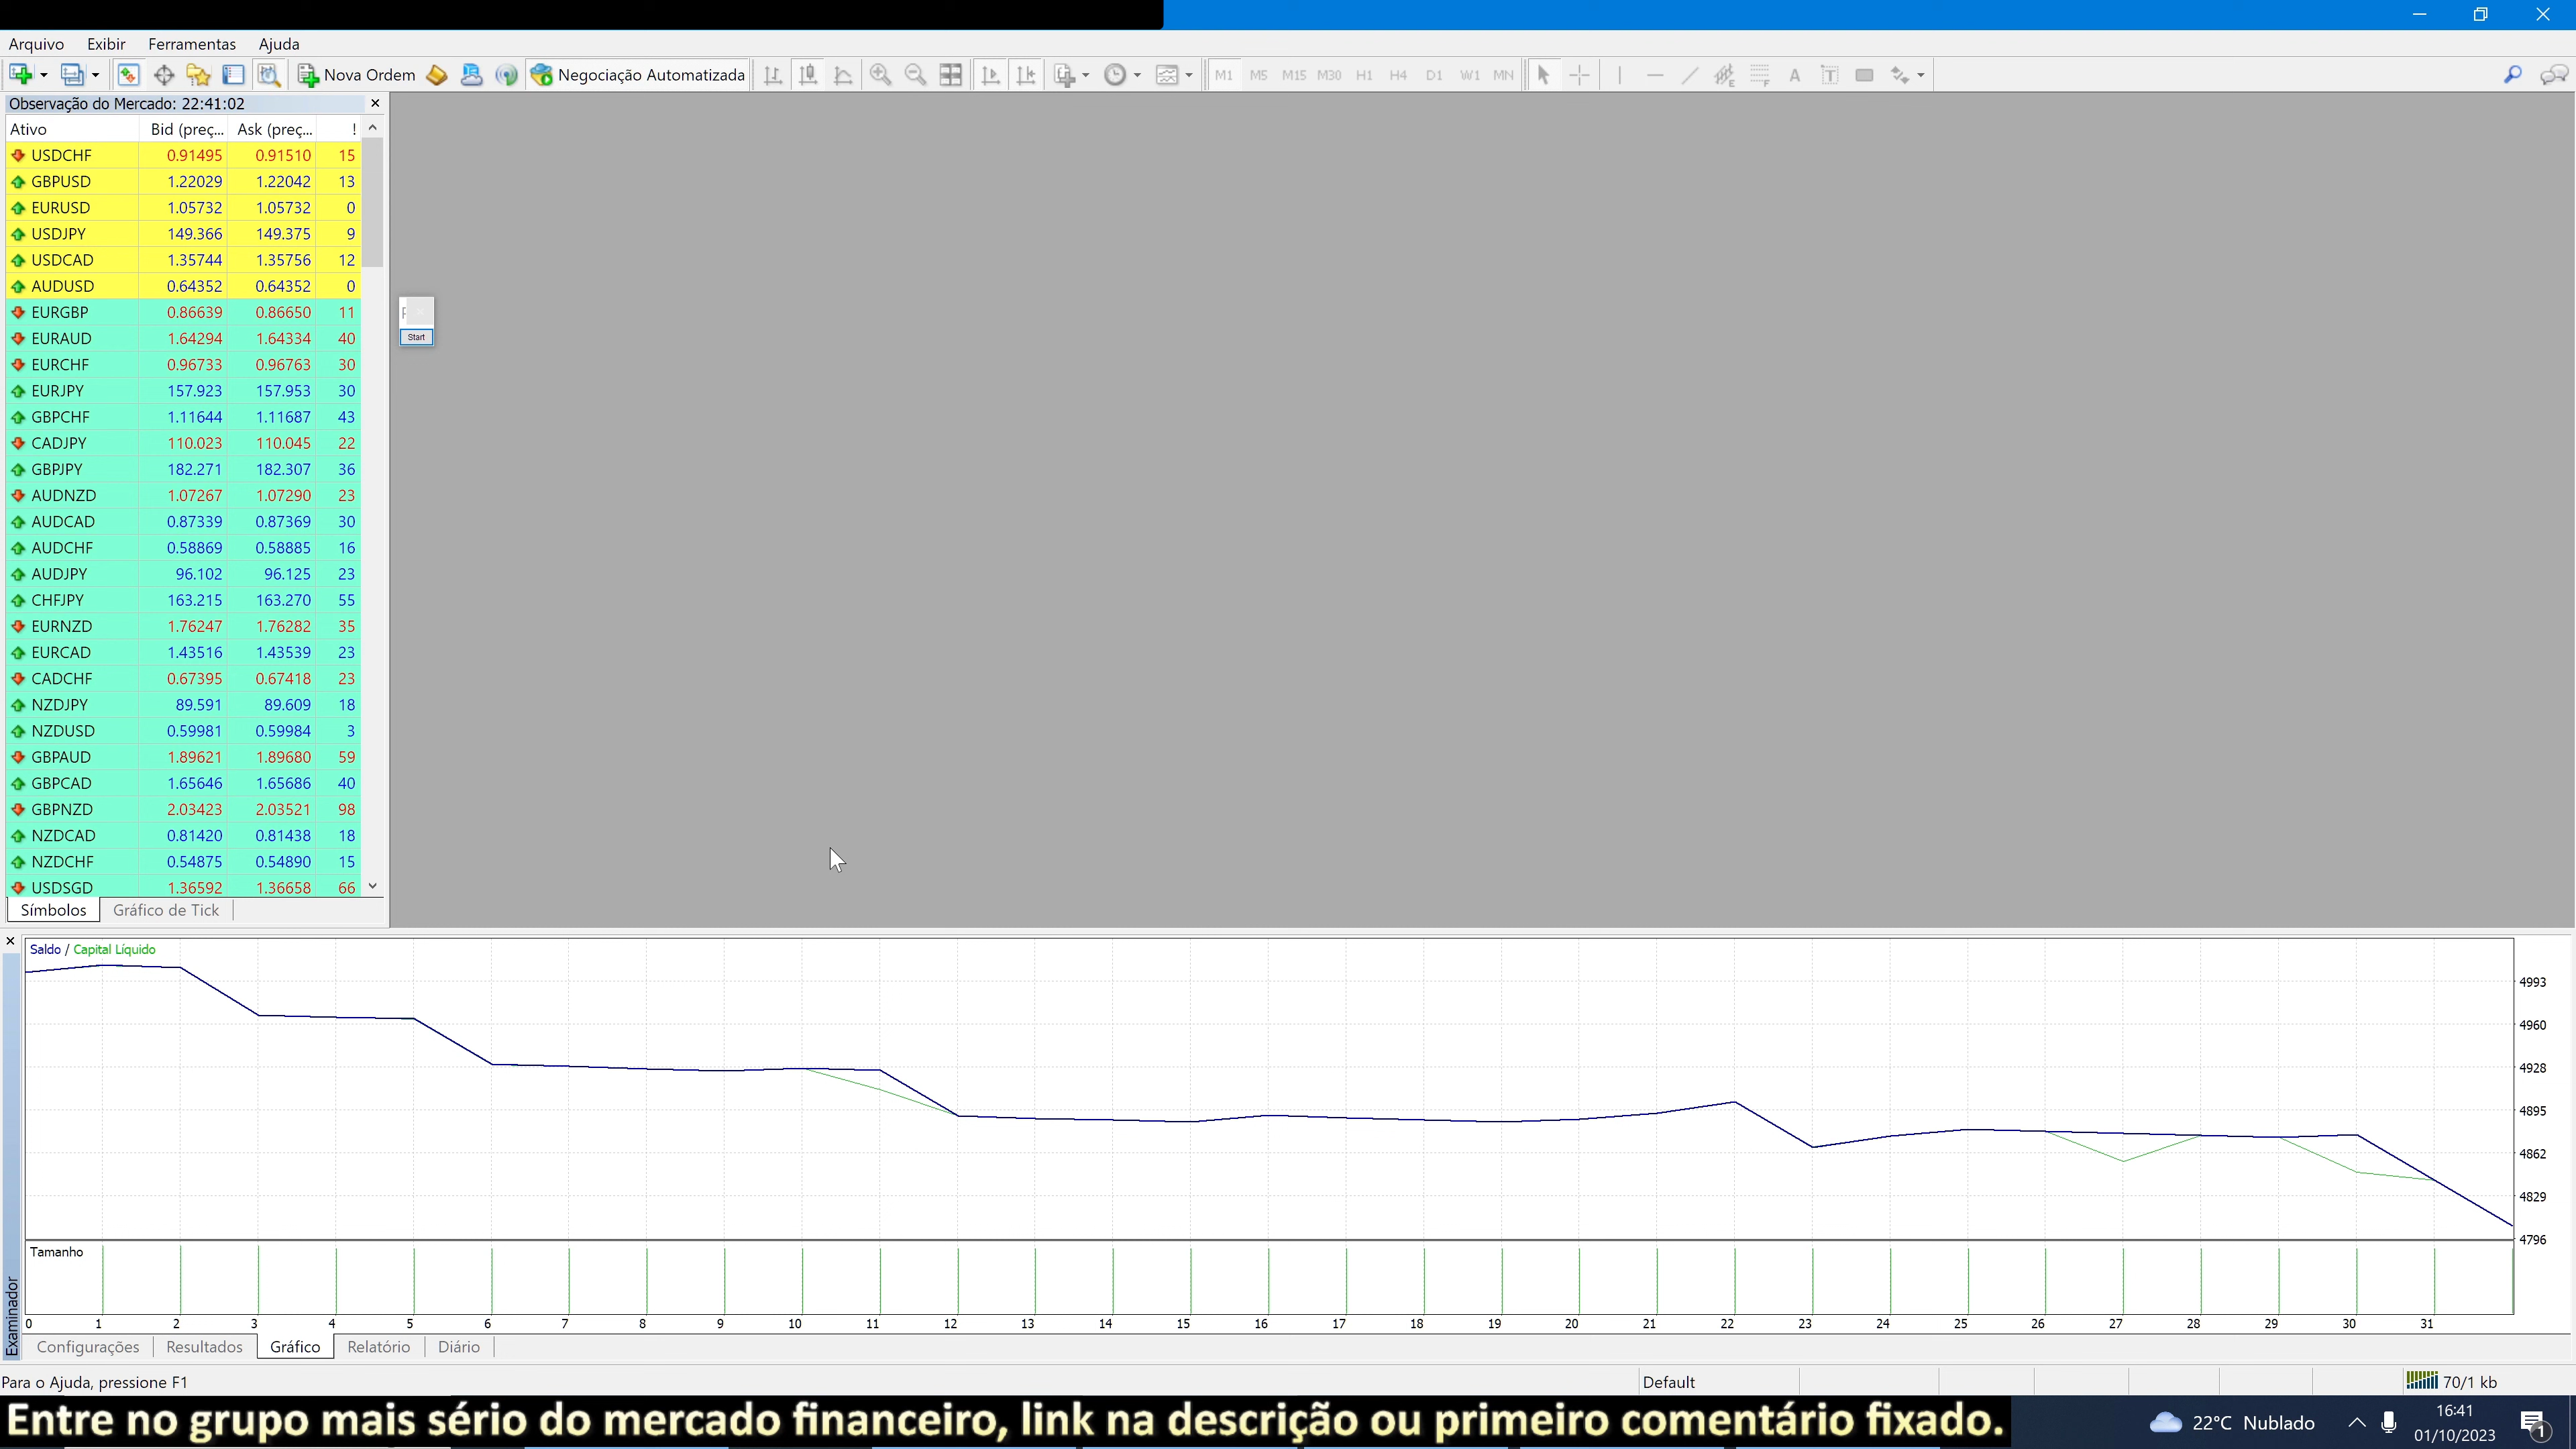 Arquivo Exibir Ferramentas Ajuda
Nova Ordem Negociação Automatizada M1 M5 M15 M30 H1 H4 D1 W1 MN
Observação do Mercado: 22:41:02
Ativo Bid (preç... Ask (preç... !
USDCHF 0.91495 0.91510 15
GBPUSD 1.22029 1.22042 13
EURUSD 1.05732 1.05732 0
USDJPY 149.366 149.375 9
USDCAD 1.35744 1.35756 12
AUDUSD 0.64352 0.64352 0
EURGBP 0.86639 0.86650 11
EURAUD 1.64294 1.64334 40
EURCHF 0.96733 0.96763 30
EURJPY 157.923 157.953 30
GBPCHF 1.11644 1.11687 43
CADJPY 110.023 110.045 22
GBPJPY 182.271 182.307 36
AUDNZD 1.07267 1.07290 23
AUDCAD 0.87339 0.87369 30
AUDCHF 0.58869 0.58885 16
AUDJPY 96.102 96.125 23
CHFJPY 163.215 163.270 55
EURNZD 1.76247 1.76282 35
EURCAD 1.43516 1.43539 23
CADCHF 0.67395 0.67418 23
NZDJPY 89.591 89.609 18
NZDUSD 0.59981 0.59984 3
GBPAUD 1.89621 1.89680 59
GBPCAD 1.65646 1.65686 40
GBPNZD 2.03423 2.03521 98
NZDCAD 0.81420 0.81438 18
NZDCHF 0.54875 0.54890 15
USDSGD 1.36592 1.36658 66
Símbolos Gráfico de Tick
Start
Saldo / Capital Líquido
4993
4960
4928
4895
4862
4829
4796
Tamanho
0 1 2 3 4 5 6 7 8 9 10 11 12 13 14 15 16 17 18 19 20 21 22 23 24 25 26 27 28 29 30 31
Examinador
Configurações Resultados Gráfico Relatório Diário
Para o Ajuda, pressione F1 Default 70/1 kb
Entre no grupo mais sério do mercado financeiro, link na descrição ou primeiro comentário fixado.
22°C Nublado
16:41
01/10/2023
1